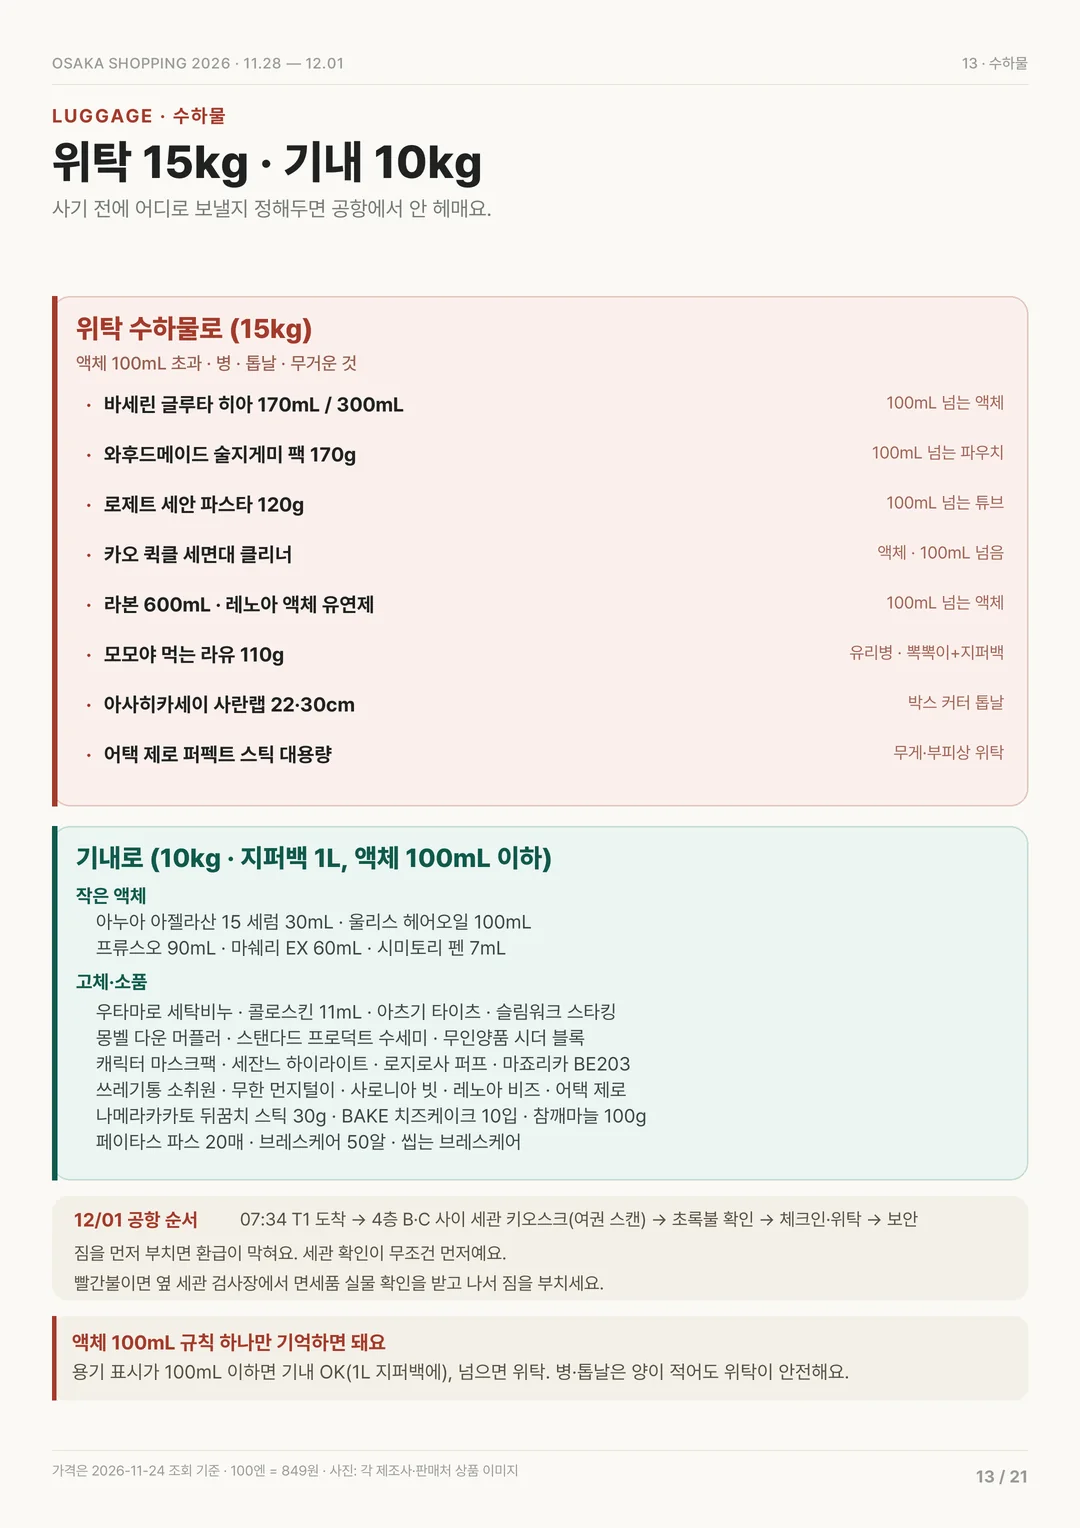 OSAKA SHOPPING 2026 · 11.28 — 12.01
13 · 수하물
LUGGAGE · 수하물
위탁 15kg · 기내 10kg
사기 전에 어디로 보낼지 정해두면 공항에서 안 헤매요.
위탁 수하물로 (15kg)
액체 100mL 초과 · 병 · 톱날 · 무거운 것
· 바세린 글루타 히아 170mL / 300mL 100mL 넘는 액체
· 와후드메이드 술지게미 팩 170g 100mL 넘는 파우치
· 로제트 세안 파스타 120g 100mL 넘는 튜브
· 카오 퀵클 세면대 클리너 액체 · 100mL 넘음
· 라본 600mL · 레노아 액체 유연제 100mL 넘는 액체
· 모모야 먹는 라유 110g 유리병 · 뽁뽁이+지퍼백
· 아사히카세이 사란랩 22·30cm 박스 커터 톱날
· 어택 제로 퍼펙트 스틱 대용량 무게·부피상 위탁
기내로 (10kg · 지퍼백 1L, 액체 100mL 이하)
작은 액체
아누아 아젤라산 15 세럼 30mL · 울리스 헤어오일 100mL
프류스오 90mL · 마쉐리 EX 60mL · 시미토리 펜 7mL
고체·소품
우타마로 세탁비누 · 콜로스킨 11mL · 아츠기 타이츠 · 슬림워크 스타킹
몽벨 다운 머플러 · 스탠다드 프로덕트 수세미 · 무인양품 시더 블록
캐릭터 마스크팩 · 세잔느 하이라이트 · 로지로사 퍼프 · 마죠리카 BE203
쓰레기통 소취원 · 무한 먼지털이 · 사로니아 빗 · 레노아 비즈 · 어택 제로
나메라카카토 뒤꿈치 스틱 30g · BAKE 치즈케이크 10입 · 참깨마늘 100g
페이타스 파스 20매 · 브레스케어 50알 · 씹는 브레스케어
12/01 공항 순서 07:34 T1 도착 → 4층 B·C 사이 세관 키오스크(여권 스캔) → 초록불 확인 → 체크인·위탁 → 보안
짐을 먼저 부치면 환급이 막혀요. 세관 확인이 무조건 먼저예요.
빨간불이면 옆 세관 검사장에서 면세품 실물 확인을 받고 나서 짐을 부치세요.
액체 100mL 규칙 하나만 기억하면 돼요
용기 표시가 100mL 이하면 기내 OK(1L 지퍼백에), 넘으면 위탁. 병·톱날은 양이 적어도 위탁이 안전해요.
가격은 2026-11-24 조회 기준 · 100엔 = 849원 · 사진: 각 제조사·판매처 상품 이미지
13 / 21